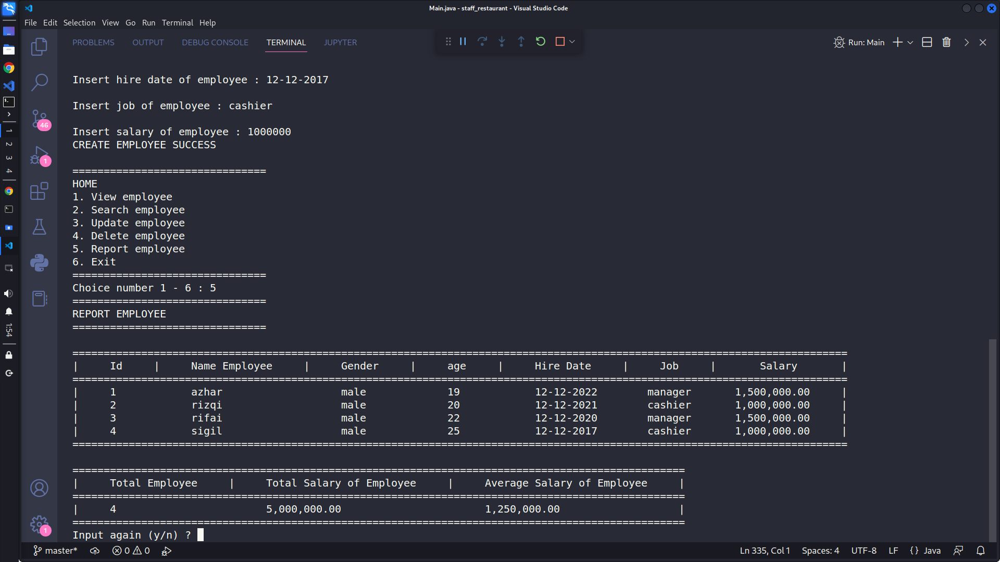 Main.java - staff_restaurant - Visual Studio Code
File Edit Selection View Go Run Terminal Help
PROBLEMS OUTPUT DEBUG CONSOLE TERMINAL JUPYTER
Run: Main
Insert hire date of employee : 12-12-2017
Insert job of employee : cashier
Insert salary of employee : 1000000
CREATE EMPLOYEE SUCCESS
===============================
HOME
1. View employee
2. Search employee
3. Update employee
4. Delete employee
5. Report employee
6. Exit
===============================
Choice number 1 - 6 : 5
===============================
REPORT EMPLOYEE
===============================
============================================================================================================================
| Id | Name Employee | Gender | age | Hire Date | Job | Salary |
============================================================================================================================
| 1 azhar male 19 12-12-2022 manager 1,500,000.00 |
| 2 rizqi male 20 12-12-2021 cashier 1,000,000.00 |
| 3 rifai male 22 12-12-2020 manager 1,500,000.00 |
| 4 sigil male 25 12-12-2017 cashier 1,000,000.00 |
============================================================================================================================
==================================================================================================
| Total Employee | Total Salary of Employee | Average Salary of Employee |
==================================================================================================
| 4 5,000,000.00 1,250,000.00 |
==================================================================================================
Input again (y/n) ?
46
1
1
1
2
3
4
1:54
master* 0 0 Ln 335, Col 1 Spaces: 4 UTF-8 LF {} Java